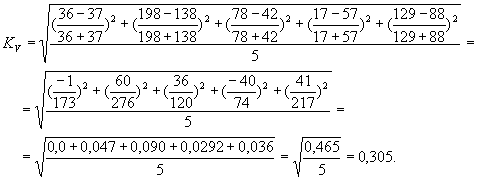 K_v = √(((36−37)/(36+37))² + ((198−138)/(198+138))² + ((78−42)/(78+42))² + ((17−57)/(17+57))² + ((129−88)/(129+88))²)/5 =
= √((−1/173)² + (60/276)² + (36/120)² + (−40/74)² + (41/217)²)/5 =
= √(0,0+0,047+0,090+0,0292+0,036)/5 = √(0,465/5) = 0,305.